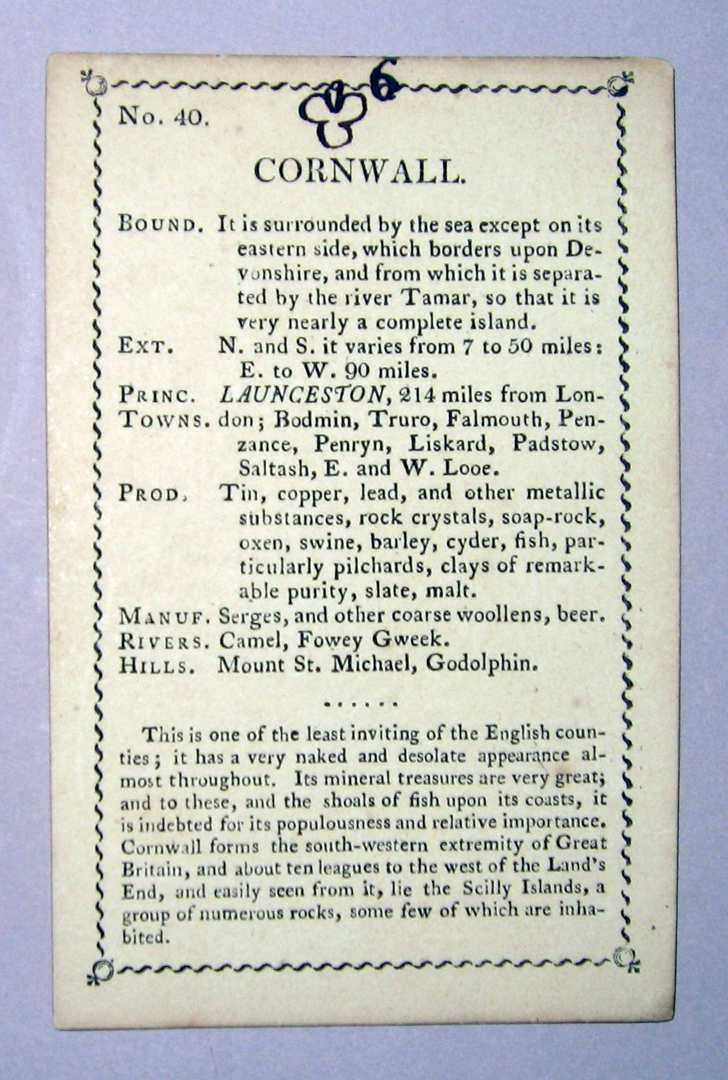 6
No. 40.
CORNWALL.
BOUND. It is surrounded by the sea except on its
eastern side, which borders upon De-
vonshire, and from which it is separa-
ted by the river Tamar, so that it is
very nearly a complete island.
EXT. N. and S. it varies from 7 to 50 miles:
E. to W. 90 miles.
PRINC. LAUNCESTON, 214 miles from Lon-
TOWNS. don; Bodmin, Truro, Falmouth, Pen-
zance, Penryn, Liskard, Padstow,
Saltash, E. and W. Looe.
PROD. Tin, copper, lead, and other metallic
substances, rock crystals, soap-rock,
oxen, swine, barley, cyder, fish, par-
ticularly pilchards, clays of remark-
able purity, slate, malt.
MANUF. Serges, and other coarse woollens, beer.
RIVERS. Camel, Fowey Gweek.
HILLS. Mount St. Michael, Godolphin.
This is one of the least inviting of the English coun-
ties; it has a very naked and desolate appearance al-
most throughout. Its mineral treasures are very great;
and to these, and the shoals of fish upon its coasts, it
is indebted for its populousness and relative importance.
Cornwall forms the south-western extremity of Great
Britain, and about ten leagues to the west of the Land's
End, and easily seen from it, lie the Scilly Islands, a
group of numerous rocks, some few of which are inha-
bited.